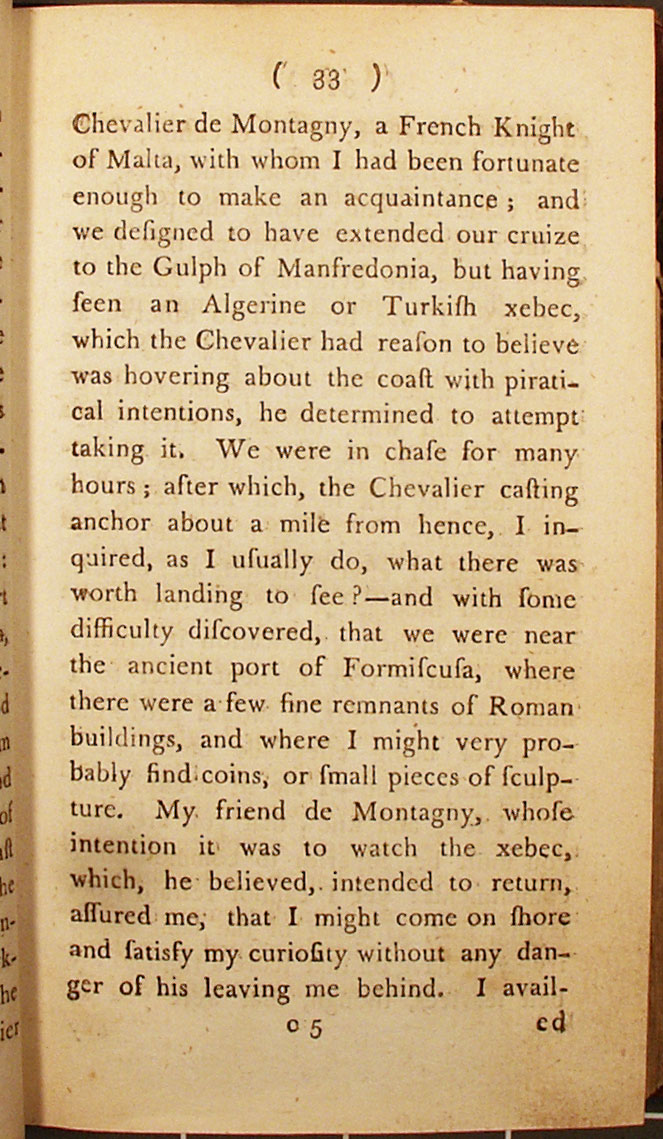 ( 33 )
Chevalier de Montagny, a French Knight
of Malta, with whom I had been fortunate
enough to make an acquaintance ; and
we deſigned to have extended our cruize
to the Gulph of Manfredonia, but having
ſeen an Algerine or Turkiſh xebec,
which the Chevalier had reaſon to believe
was hovering about the coaſt with pirati-
cal intentions, he determined to attempt
taking it. We were in chaſe for many
hours ; after which, the Chevalier caſting
anchor about a mile from hence, I in-
quired, as I uſually do, what there was
worth landing to ſee ?—and with ſome
difficulty diſcovered, that we were near
the ancient port of Formiſcuſa, where
there were a few fine remnants of Roman
buildings, and where I might very pro-
bably find coins, or ſmall pieces of ſculp-
ture. My friend de Montagny, whoſe
intention it was to watch the xebec,
which, he believed, intended to return,
aſſured me, that I might come on ſhore
and ſatisfy my curioſity without any dan-
ger of his leaving me behind. I avail-
o 5 ed